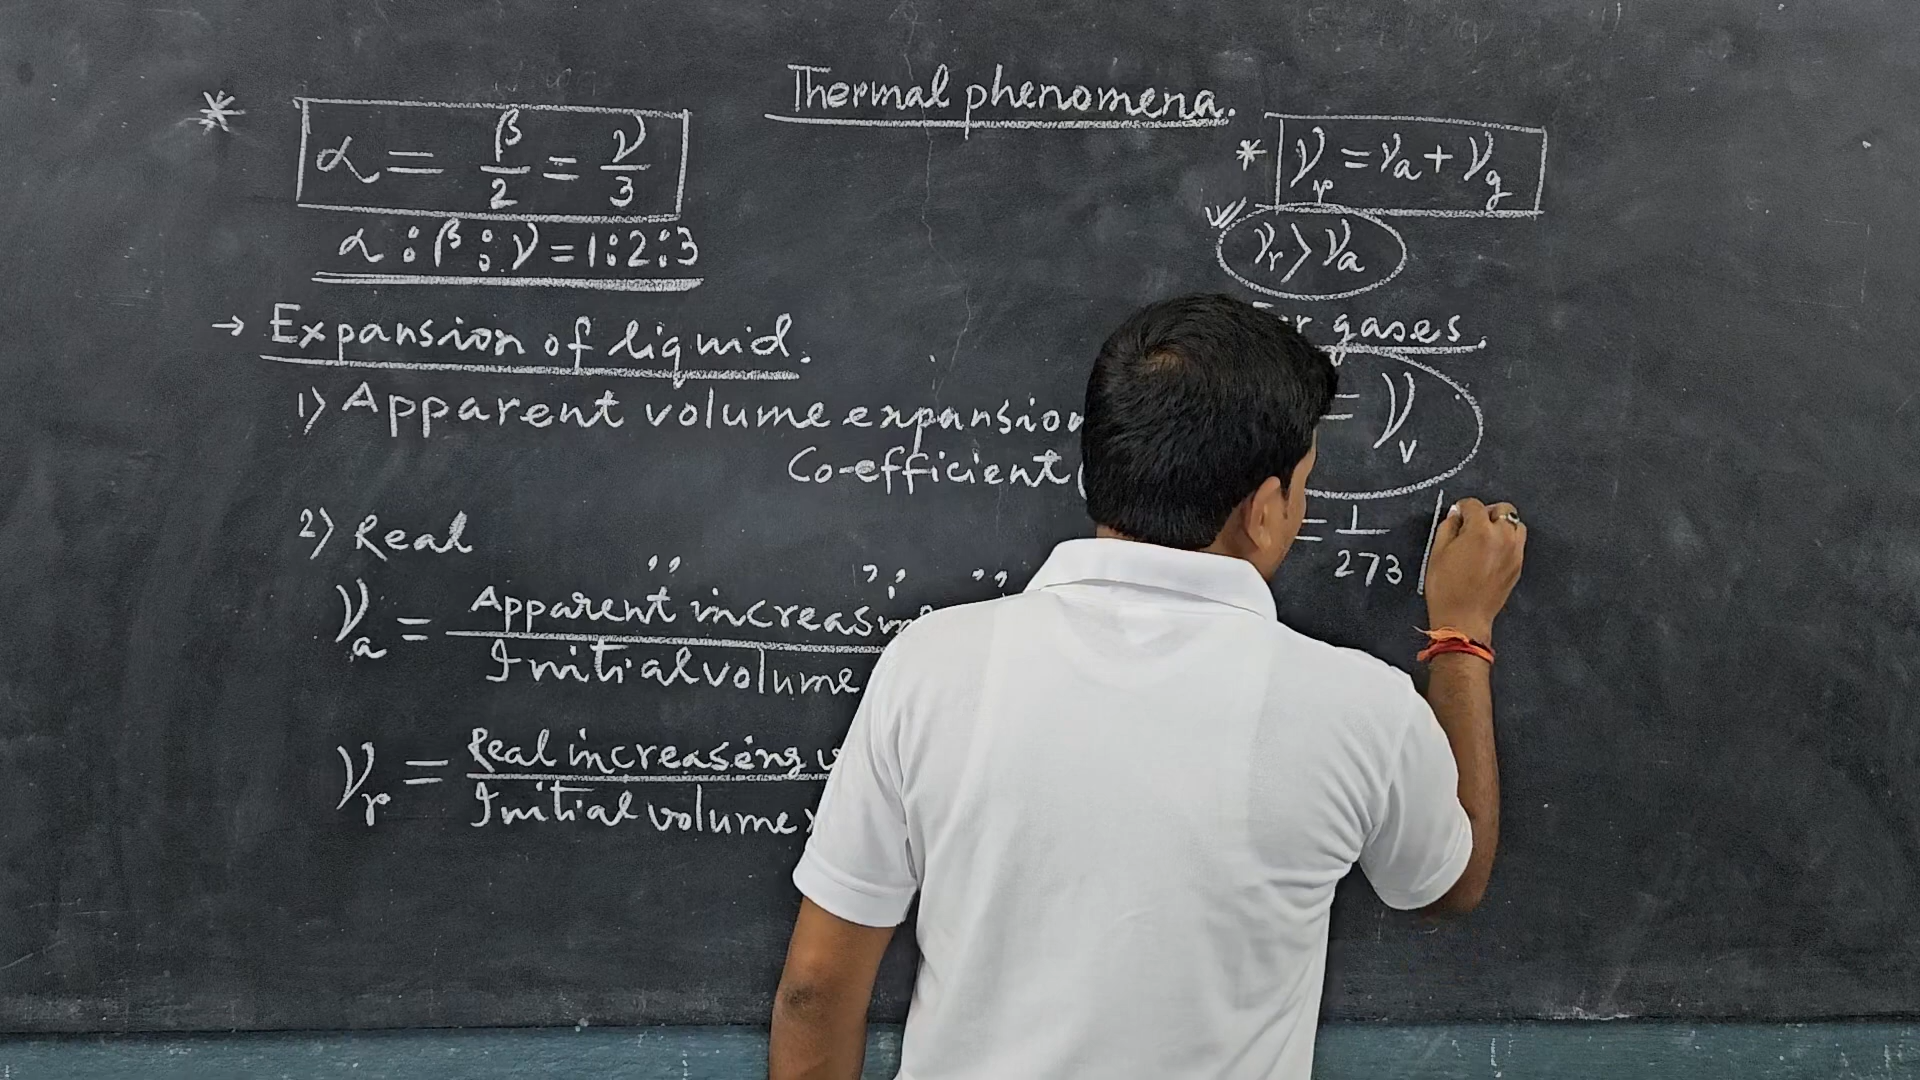 Thermal phenomena.
* α = β/2 = γ/3
α : β : γ = 1:2:3
→ Expansion of liquid.
1) Apparent volume expansion
Co-efficient (
2) Real ,, ,, ,,
γa = Apparent increasing
Initial volume
γr = Real increaseing
Initial volume ×
* γr = γa + γg
γr > γa
gases.
= γv
= 1/273